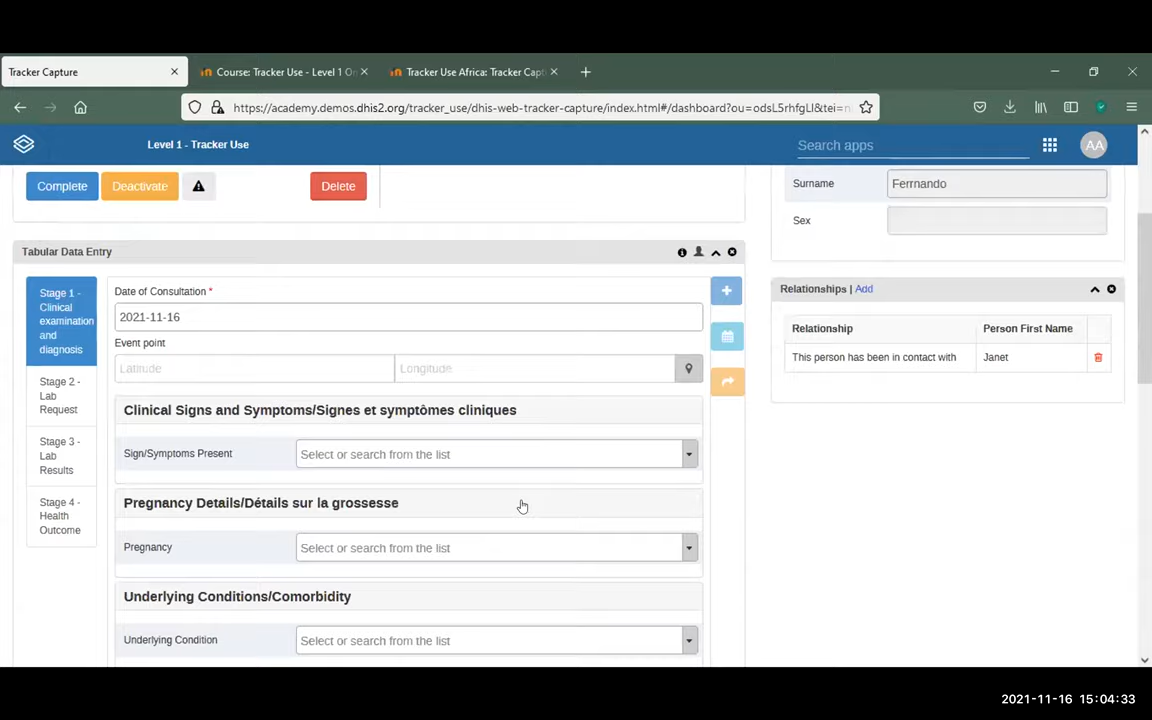 Tracker Capture
Course: Tracker Use - Level 1 O
Tracker Use Africa: Tracker Capt
https://academy.demos.dhis2.org/tracker_use/dhis-web-tracker-capture/index.html#/dashboard?ou=odsL5rhfgLl&tei=
Level 1 - Tracker Use
Search apps
AA
Complete
Deactivate
Delete
Surname
Fernando
Sex
Tabular Data Entry
Stage 1 -
Clinical
examination
and
diagnosis
Stage 2 -
Lab
Request
Stage 3 -
Lab
Results
Stage 4 -
Health
Outcome
Date of Consultation *
2021-11-16
Event point
Latitude
Longitude
Clinical Signs and Symptoms/Signes et symptômes cliniques
Sign/Symptoms Present
Select or search from the list
Pregnancy Details/Détails sur la grossesse
Pregnancy
Select or search from the list
Underlying Conditions/Comorbidity
Underlying Condition
Select or search from the list
Relationships | Add
Relationship
Person First Name
This person has been in contact with
Janet
2021-11-16 15:04:33